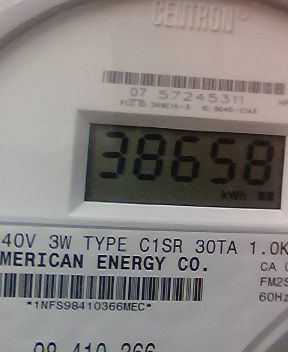 CENTRON®
07 57245311
38658
kWh
40V 3W TYPE C1SR 30TA 1.0K
MERICAN ENERGY CO.
CA
FM2S
60Hz
*1NFS98410366MEC*
98 410 366